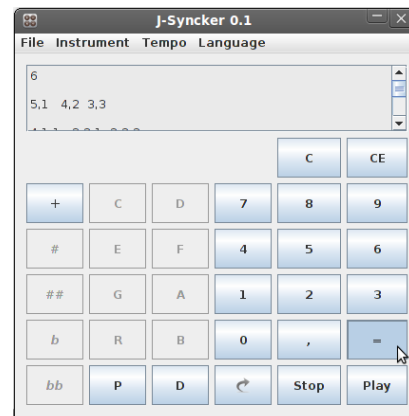 J-Syncker 0.1
File Instrument Tempo Language
6
5,1 4,2 3,3
C CE
+ C D 7 8 9
# E F 4 5 6
## G A 1 2 3
b R B 0 , =
bb P D Stop Play